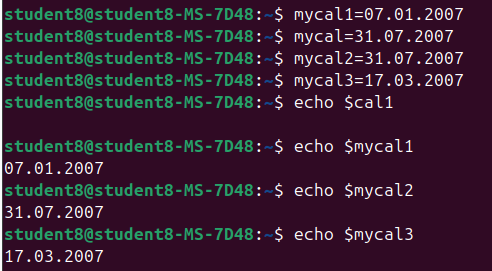 student8@student8-MS-7D48:~$ mycal1=07.01.2007
student8@student8-MS-7D48:~$ mycal=31.07.2007
student8@student8-MS-7D48:~$ mycal2=31.07.2007
student8@student8-MS-7D48:~$ mycal3=17.03.2007
student8@student8-MS-7D48:~$ echo $cal1

student8@student8-MS-7D48:~$ echo $mycal1
07.01.2007
student8@student8-MS-7D48:~$ echo $mycal2
31.07.2007
student8@student8-MS-7D48:~$ echo $mycal3
17.03.2007